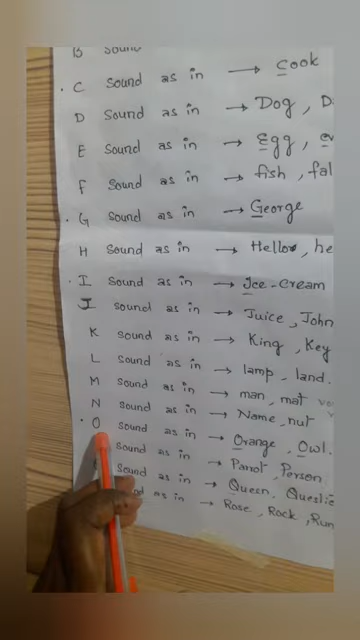 B Sound
. C Sound as in → Cook
D Sound as in → Dog , D
E Sound as in → Egg ,
F Sound as in → fish , fal
. G Sound as in → George
H Sound as in → Hello , he
. I Sound as in → Ice-cream
J Sound as in → Juice , John
K Sound as in → King , Key
L Sound as in → lamp , land.
M Sound as in → man , mat
N Sound as in → Name , nut
. O Sound as in → Orange , Owl.
Sound as in → Parrot , Person
Sound as in → Queen , Questi
as in → Rose , Rock , Run